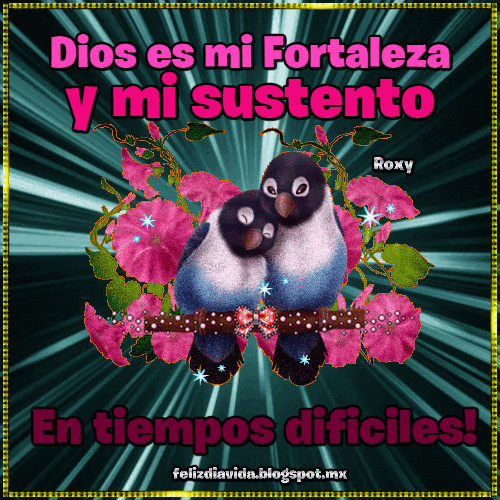 Dios es mi Fortaleza
y mi sustento
Roxy
En tiempos dificiles!
felizdiavida.blogspot.mx